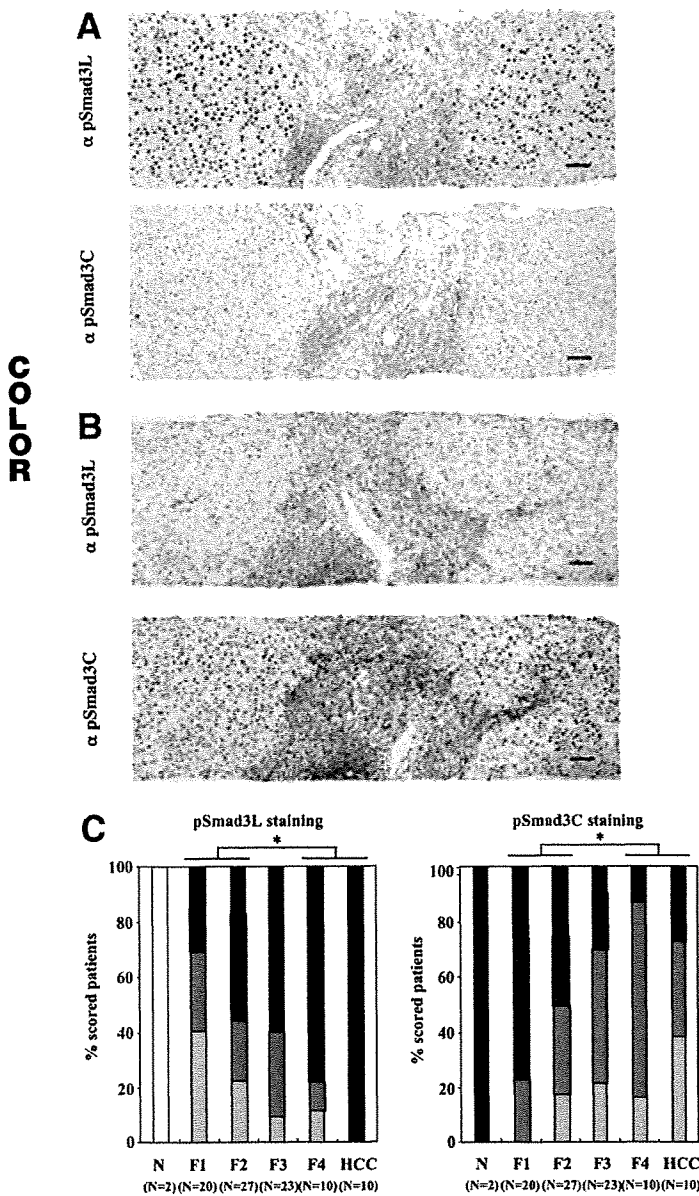 A
α pSmad3L
α pSmad3C
COLOR
B
α pSmad3L
α pSmad3C
C
pSmad3L staining
*
% scored patients
100
80
60
40
20
0
N F1 F2 F3 F4 HCC
(N=2)(N=20)(N=27)(N=23)(N=10)(N=10)
pSmad3C staining
*
% scored patients
100
80
60
40
20
0
N F1 F2 F3 F4 HCC
(N=2)(N=20)(N=27)(N=23)(N=10)(N=10)